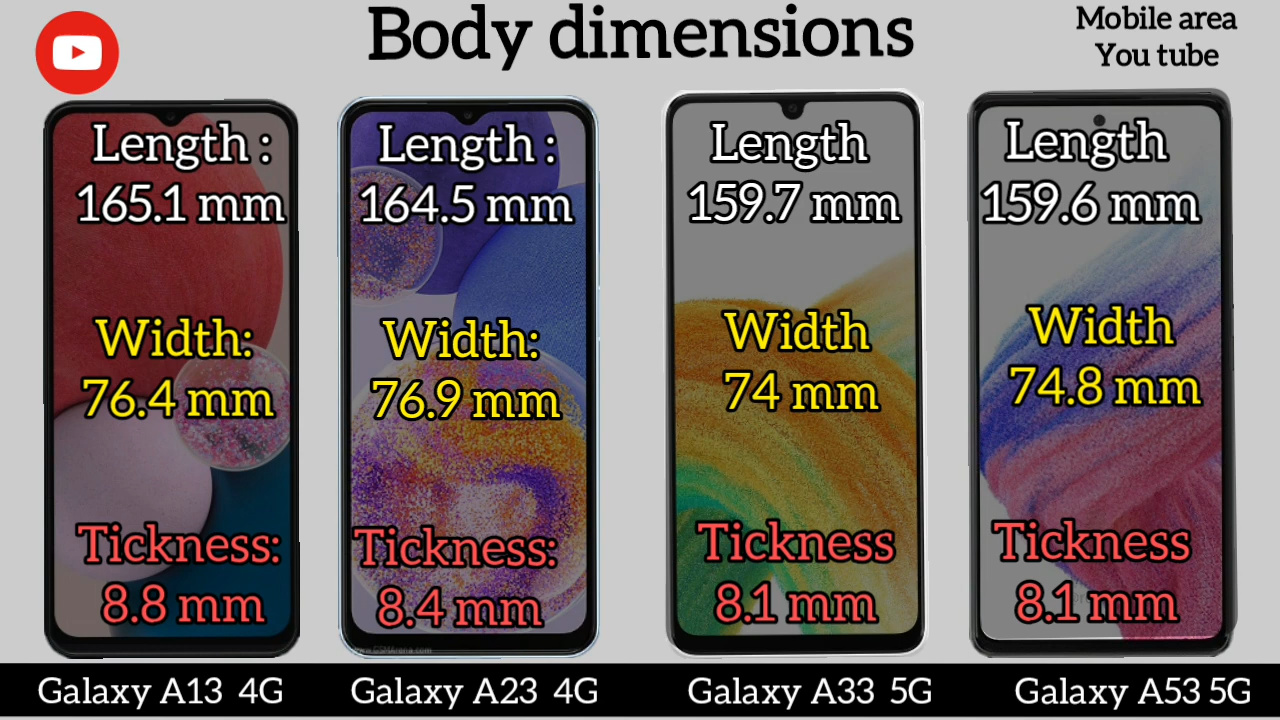 Body dimensions
Mobile area
You tube
Length :
165.1 mm
Width:
76.4 mm
Tickness:
8.8 mm
Length :
164.5 mm
Width:
76.9 mm
Tickness:
8.4 mm
www.GSMArena.com
Length
159.7 mm
Width
74 mm
Tickness
8.1 mm
Length
159.6 mm
Width
74.8 mm
Tickness
8.1 mm
Galaxy A13 4G
Galaxy A23 4G
Galaxy A33 5G
Galaxy A53 5G